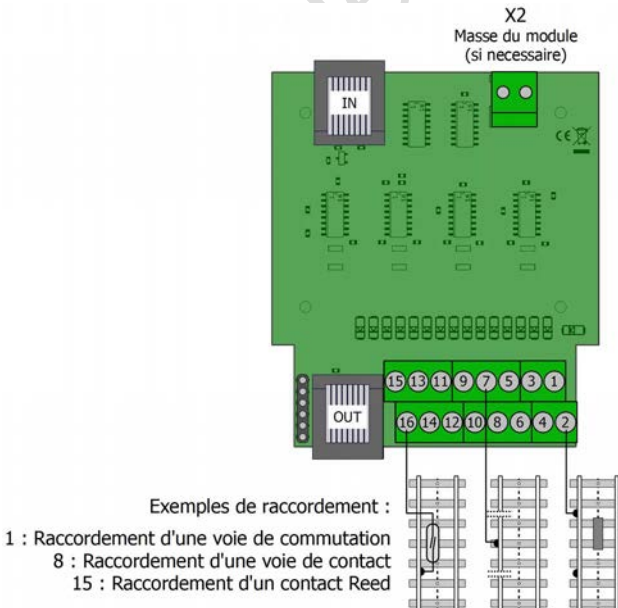 X2
Masse du module
(si necessaire)
IN
CE
15 13 11 9 7 5 3 1
OUT
16 14 12 10 8 6 4 2
Exemples de raccordement :
1 : Raccordement d'une voie de commutation
8 : Raccordement d'une voie de contact
15 : Raccordement d'un contact Reed